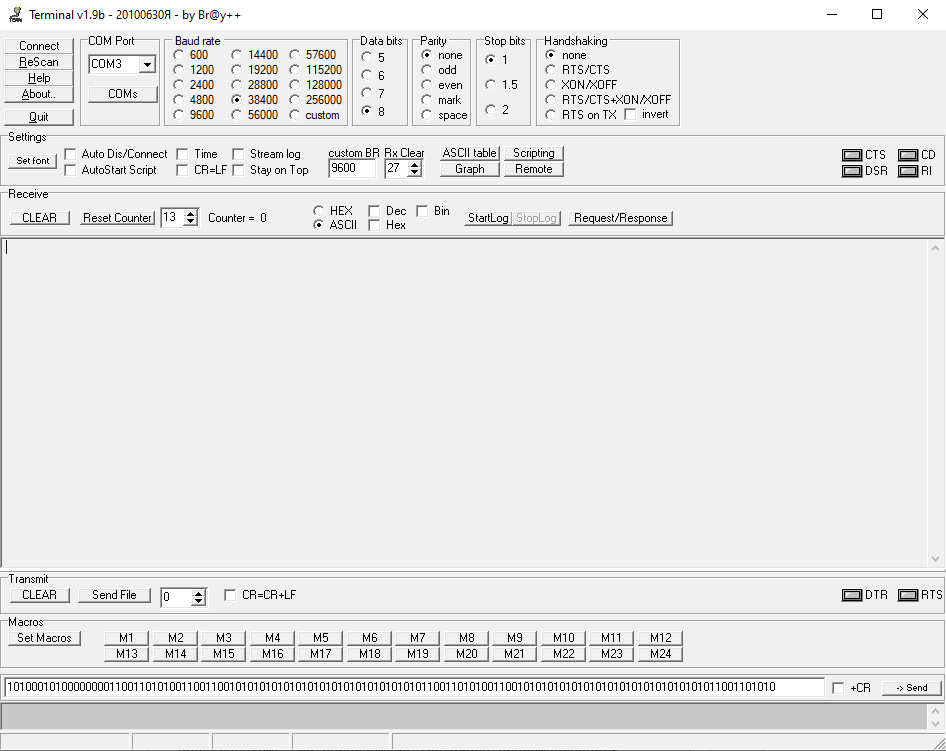 Terminal v1.9b - 20100630Я - by Br@y++
Connect
ReScan
Help
About..
Quit
COM Port
COM3
COMs
Baud rate
600 14400 57600
1200 19200 115200
2400 28800 128000
4800 38400 256000
9600 56000 custom
Data bits
5
6
7
8
Parity
none
odd
even
mark
space
Stop bits
1
1.5
2
Handshaking
none
RTS/CTS
XON/XOFF
RTS/CTS+XON/XOFF
RTS on TX invert
Settings
Set font
Auto Dis/Connect Time Stream log
AutoStart Script CR=LF Stay on Top
custom BR Rx Clear
9600 27
ASCII table Scripting
Graph Remote
CTS CD
DSR RI
Receive
CLEAR Reset Counter 13 Counter = 0
HEX Dec Bin
ASCII Hex
StartLog StopLog Request/Response
Transmit
CLEAR Send File 0 CR=CR+LF
DTR RTS
Macros
Set Macros
M1 M2 M3 M4 M5 M6 M7 M8 M9 M10 M11 M12
M13 M14 M15 M16 M17 M18 M19 M20 M21 M22 M23 M24
+CR -> Send